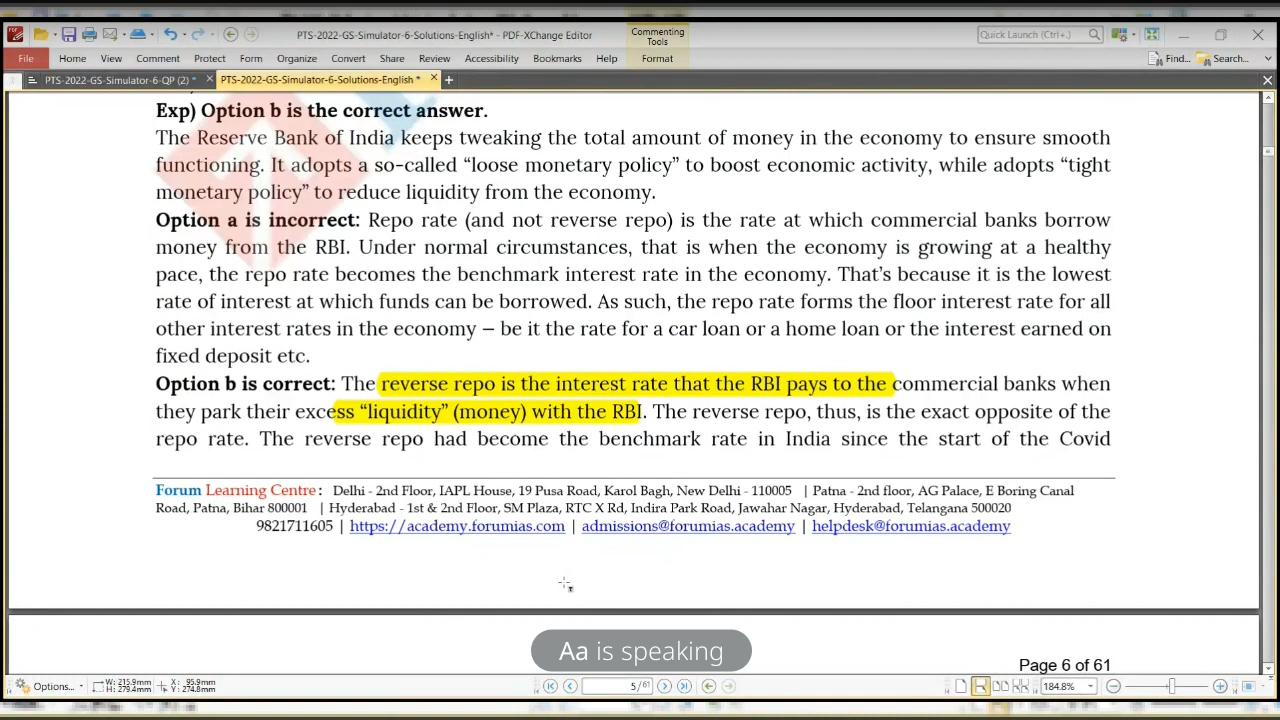 PTS-2022-GS-Simulator-6-Solutions-English* - PDF-XChange Editor
Commenting Tools
Quick Launch (Ctrl+.)
File Home View Comment Protect Form Organize Convert Share Review Accessibility Bookmarks Help Format Find... Search...
PTS-2022-GS-Simulator-6-QP (2) * × PTS-2022-GS-Simulator-6-Solutions-English * × +
Exp) Option b is the correct answer.
The Reserve Bank of India keeps tweaking the total amount of money in the economy to ensure smooth
functioning. It adopts a so-called “loose monetary policy” to boost economic activity, while adopts “tight
monetary policy” to reduce liquidity from the economy.
Option a is incorrect: Repo rate (and not reverse repo) is the rate at which commercial banks borrow
money from the RBI. Under normal circumstances, that is when the economy is growing at a healthy
pace, the repo rate becomes the benchmark interest rate in the economy. That’s because it is the lowest
rate of interest at which funds can be borrowed. As such, the repo rate forms the floor interest rate for all
other interest rates in the economy — be it the rate for a car loan or a home loan or the interest earned on
fixed deposit etc.
Option b is correct: The reverse repo is the interest rate that the RBI pays to the commercial banks when
they park their excess “liquidity” (money) with the RBI. The reverse repo, thus, is the exact opposite of the
repo rate. The reverse repo had become the benchmark rate in India since the start of the Covid
Forum Learning Centre : Delhi - 2nd Floor, IAPL House, 19 Pusa Road, Karol Bagh, New Delhi - 110005 | Patna - 2nd floor, AG Palace, E Boring Canal
Road, Patna, Bihar 800001 | Hyderabad - 1st & 2nd Floor, SM Plaza, RTC X Rd, Indira Park Road, Jawahar Nagar, Hyderabad, Telangana 500020
9821711605 | https://academy.forumias.com | admissions@forumias.academy | helpdesk@forumias.academy
Aa is speaking
Page 6 of 61
Options... W: 215.9mm H: 279.4mm X: 95.9mm Y: 274.8mm 5/61 184.8%